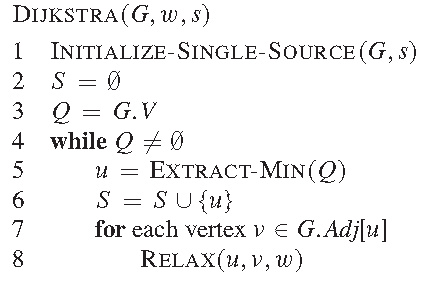 DIJKSTRA(G, w, s)
1 INITIALIZE-SINGLE-SOURCE(G, s)
2 S = ∅
3 Q = G.V
4 while Q ≠ ∅
5 u = EXTRACT-MIN(Q)
6 S = S ∪ {u}
7 for each vertex v ∈ G.Adj[u]
8 RELAX(u, v, w)